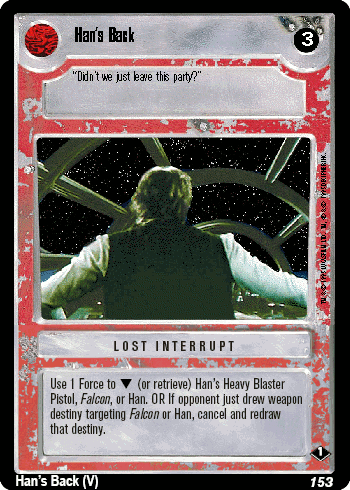 Han's Back
3
"Didn't we just leave this party?"
LOST INTERRUPT
Use 1 Force to ▼ (or retrieve) Han's Heavy Blaster
Pistol, Falcon, or Han. OR If opponent just drew weapon
destiny targeting Falcon or Han, cancel and redraw
that destiny.
1
Han's Back (V)
153